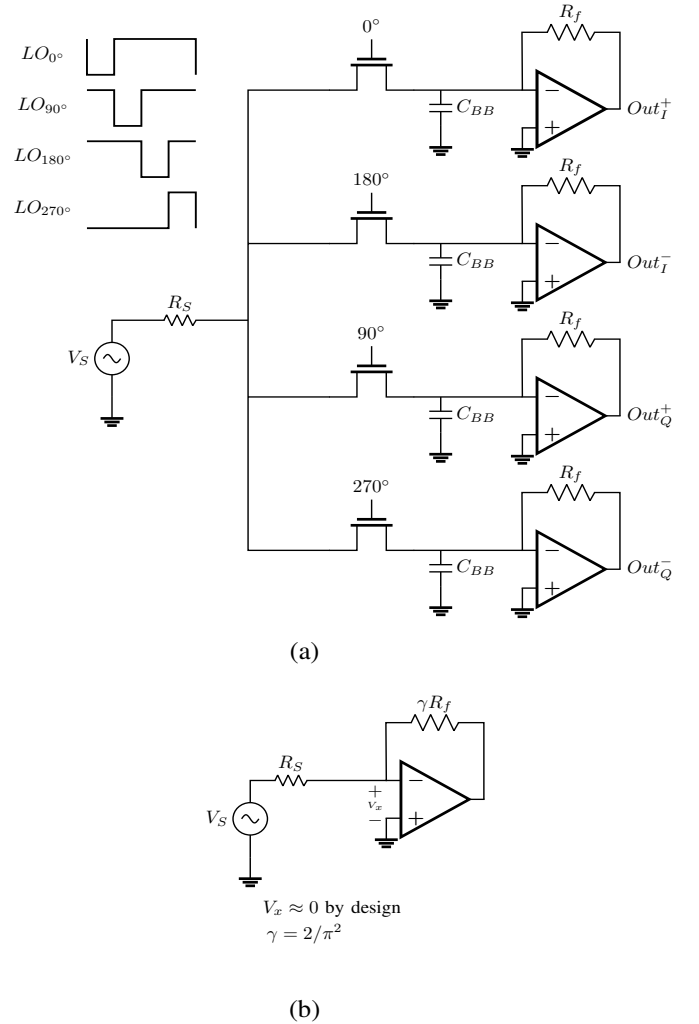 LO0°
LO90°
LO180°
LO270°
0°
Rf
CBB
−
+
OutI+
180°
Rf
CBB
−
+
OutI−
RS
VS
90°
Rf
CBB
−
+
OutQ+
270°
Rf
CBB
−
+
OutQ−
(a)
γRf
RS
VS
+
Vx
−
−
+
Vx ≈ 0 by design
γ = 2/π²
(b)